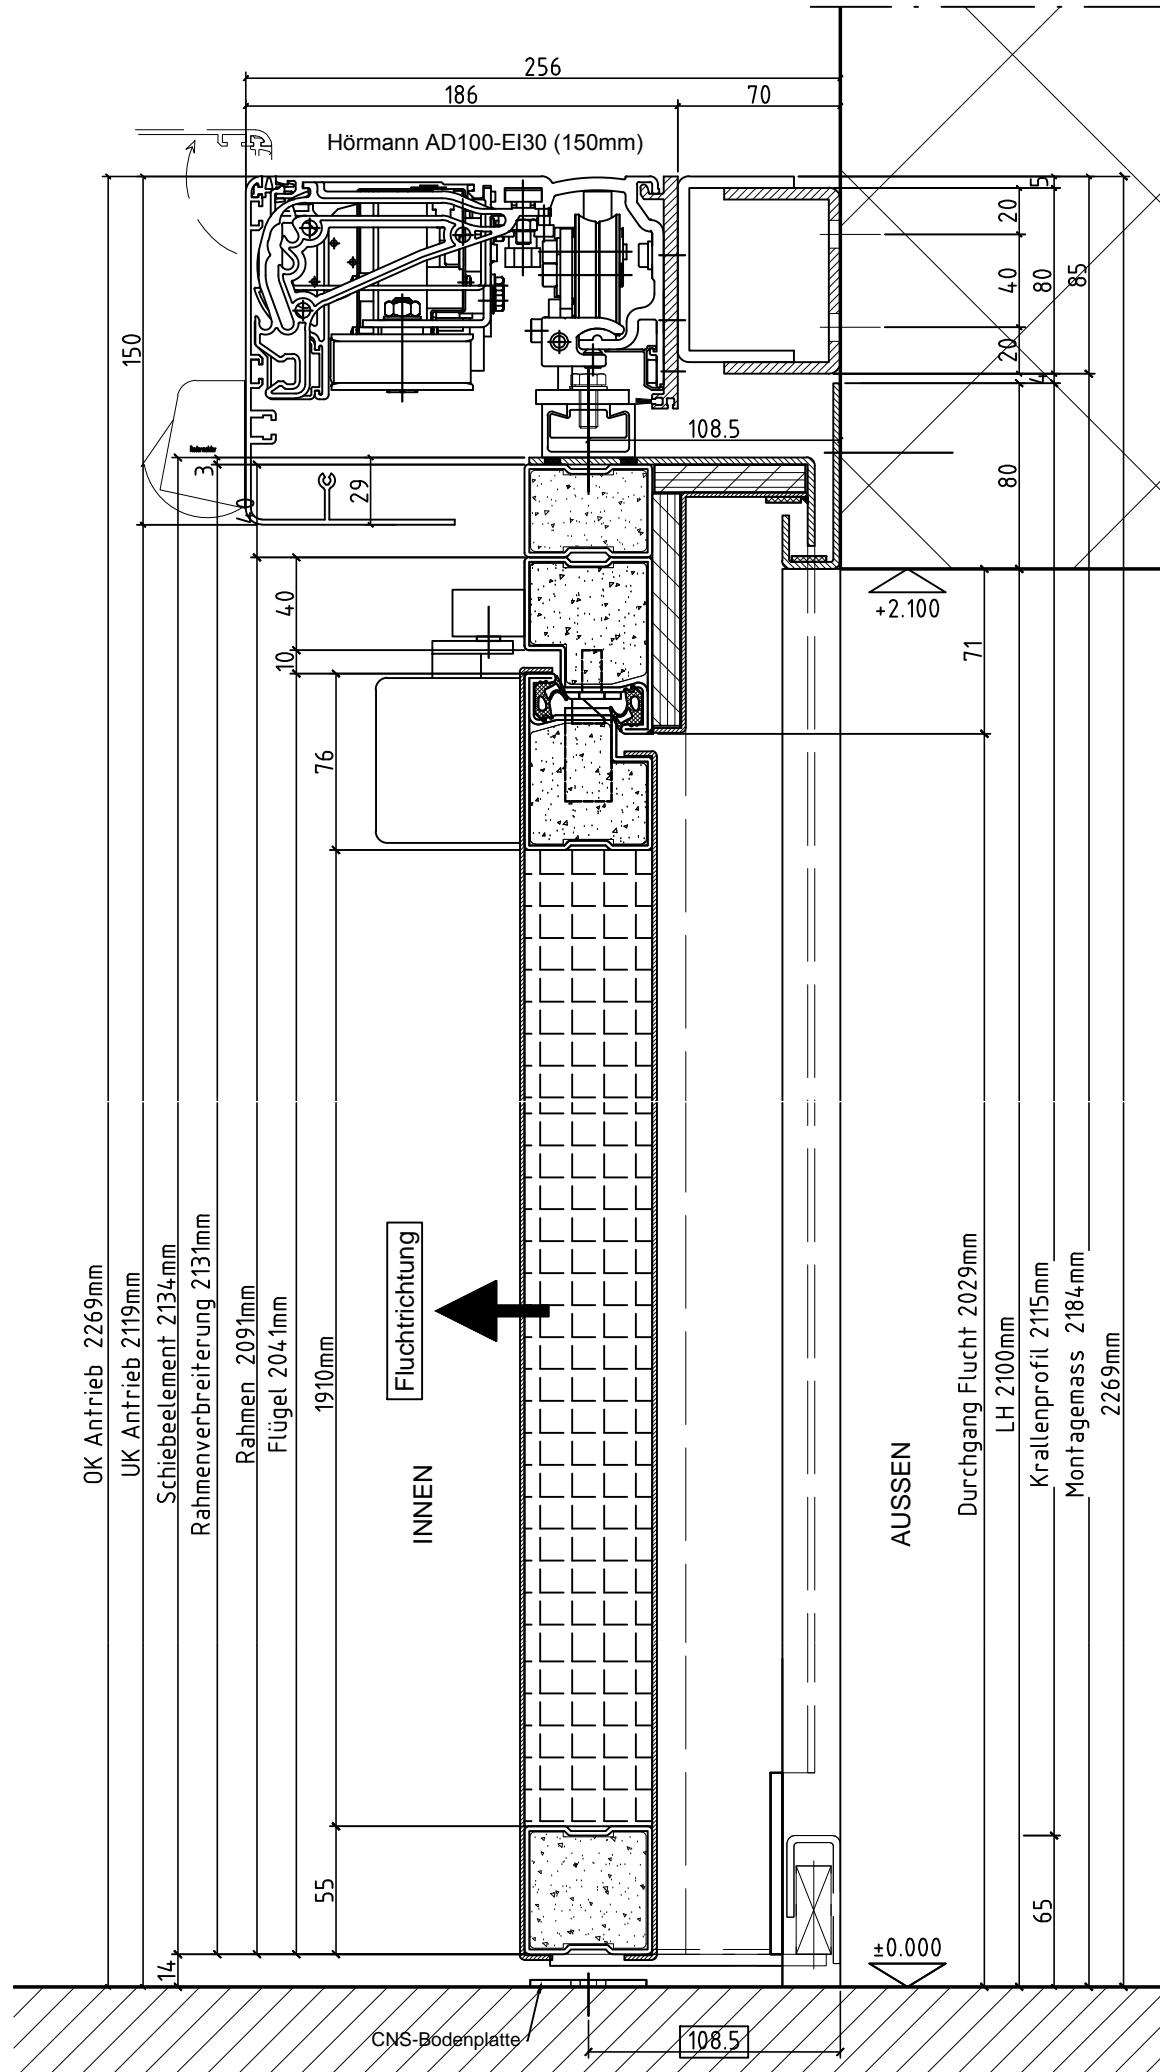 256
186
70
Hörmann AD100-EI30 (150mm)
5
20
40
80
85
20
4
150
108.5
3
40
29
80
+2.100
40
10
71
76
OK Antrieb 2269mm
UK Antrieb 2119mm
Schiebeelement 2134mm
Rahmenverbreiterung 2131mm
Rahmen 2091mm
Flügel 2041mm
1910mm
Fluchtrichtung
INNEN
AUSSEN
Durchgang Flucht 2029mm
LH 2100mm
Krallenprofil 2115mm
Montagemass 2184mm
2269mm
55
65
14
±0.000
CNS-Bodenplatte
108.5